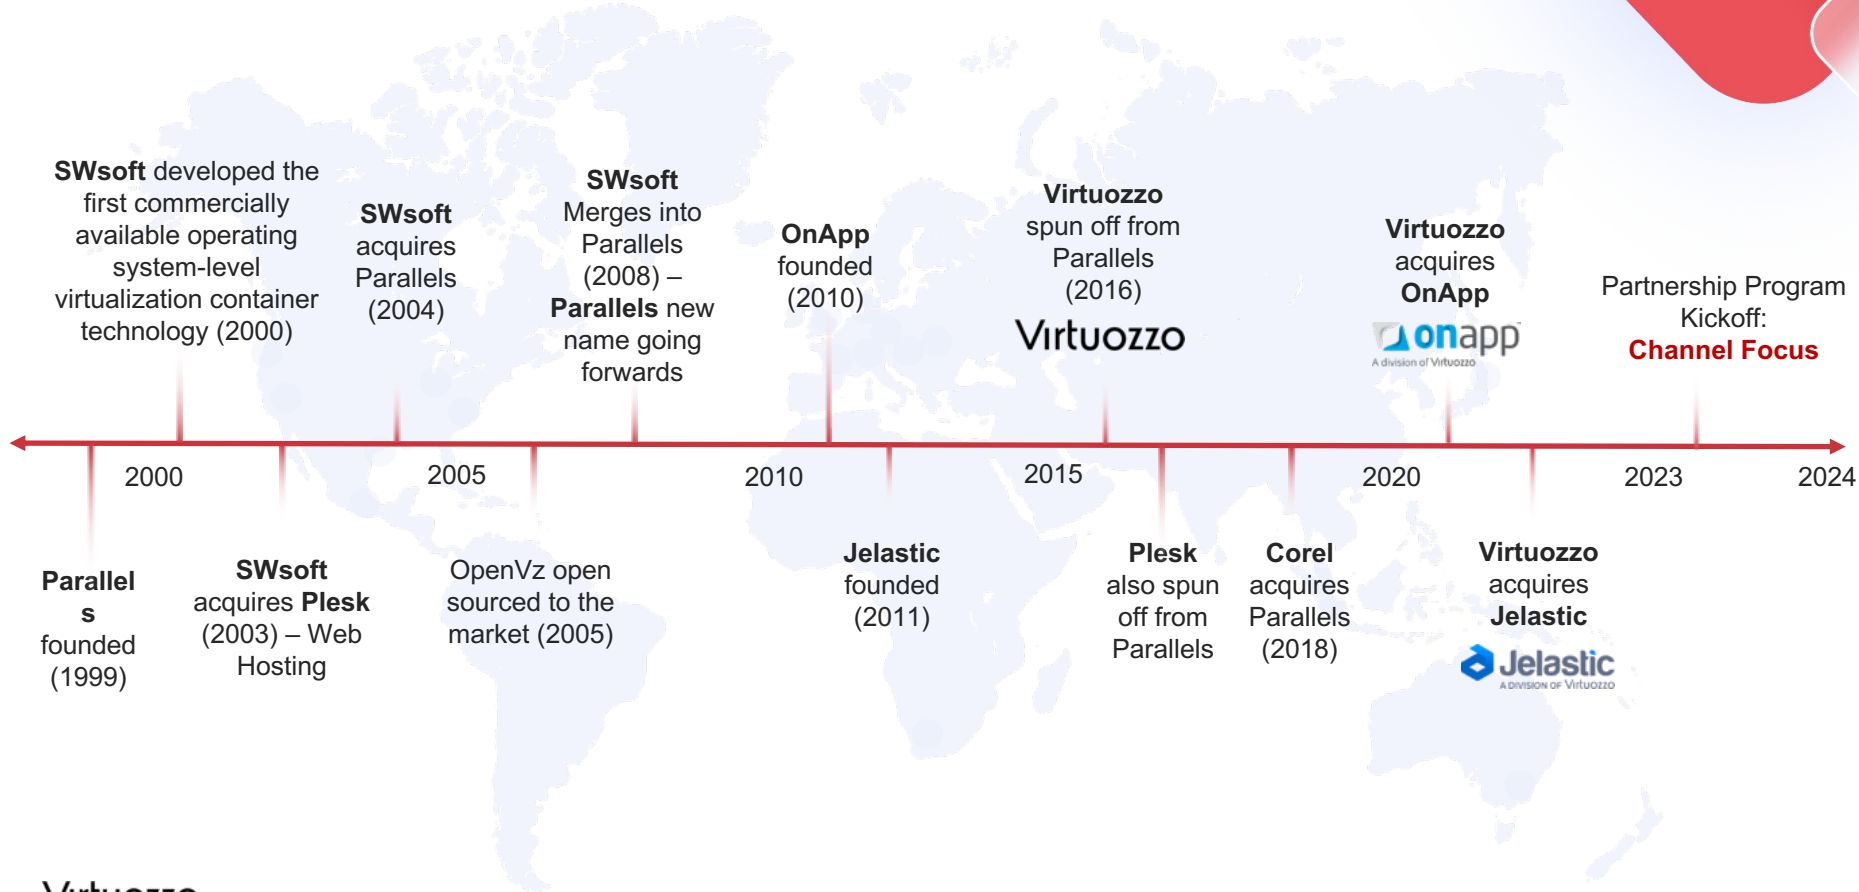 SWsoft developed the
first commercially
available operating
system-level
virtualization container
technology (2000)
SWsoft
acquires
Parallels
(2004)
SWsoft
Merges into
Parallels
(2008) –
Parallels new
name going
forwards
OnApp
founded
(2010)
Virtuozzo
spun off from
Parallels
(2016)
Virtuozzo
Virtuozzo
acquires
OnApp
onapp
A division of Virtuozzo
Partnership Program
Kickoff:
Channel Focus
2000
2005
2010
2015
2020
2023
2024
Parallel
s
founded
(1999)
SWsoft
acquires Plesk
(2003) – Web
Hosting
OpenVz open
sourced to the
market (2005)
Jelastic
founded
(2011)
Plesk
also spun
off from
Parallels
Corel
acquires
Parallels
(2018)
Virtuozzo
acquires
Jelastic
Jelastic
A DIVISION OF Virtuozzo
Virtuozzo